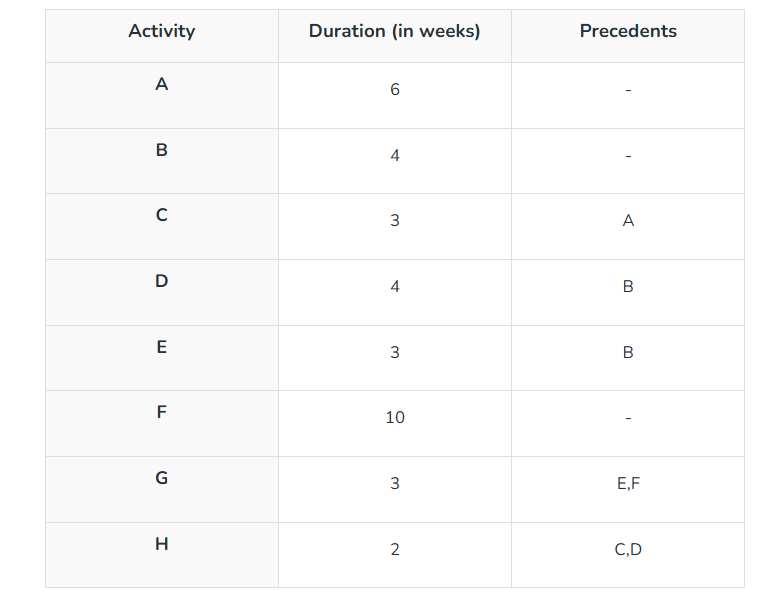 Activity Duration (in weeks) Precedents
A 6 -
B 4 -
C 3 A
D 4 B
E 3 B
F 10 -
G 3 E,F
H 2 C,D